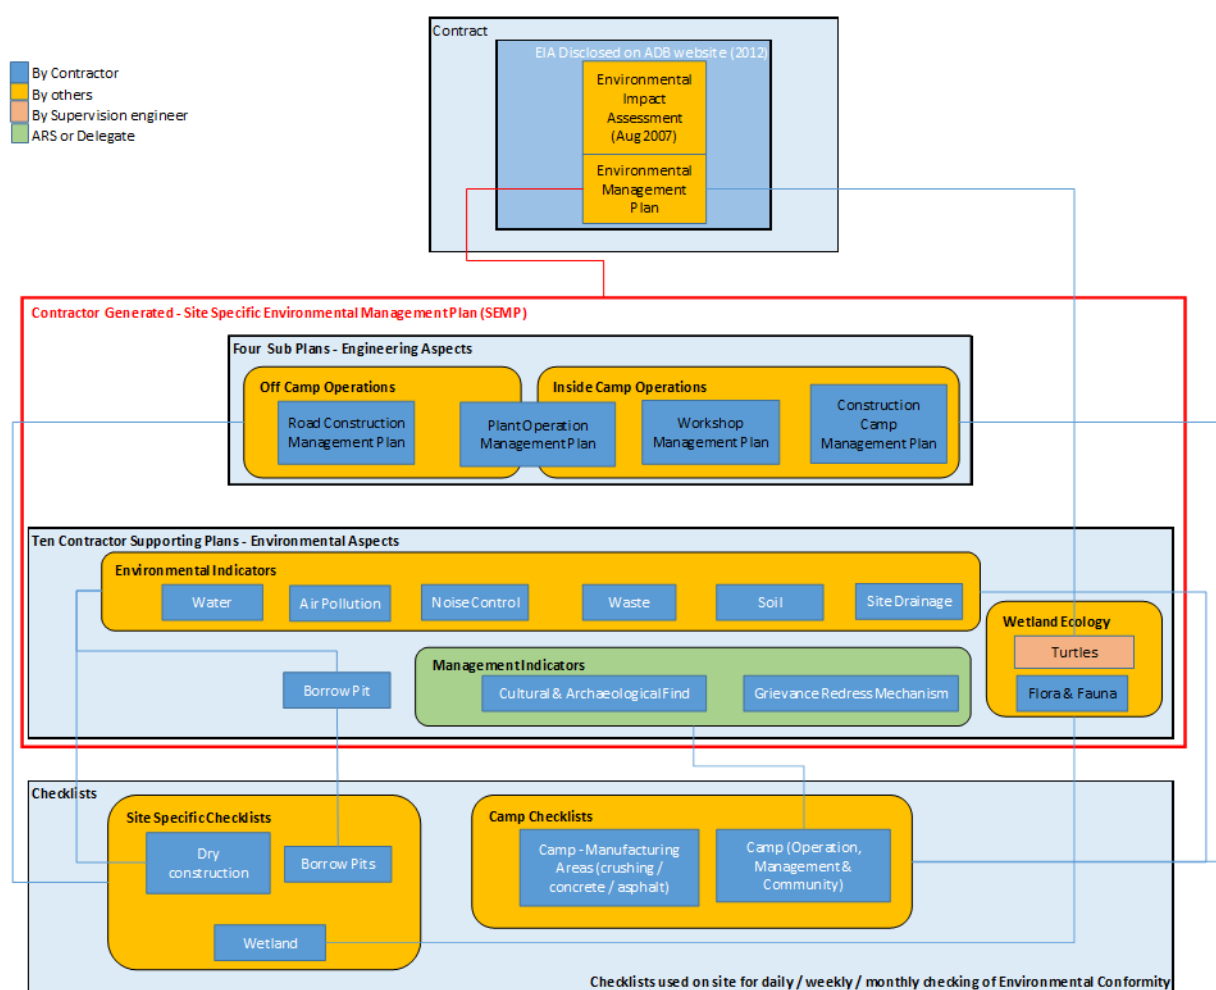 Contract
EIA Disclosed on ADB website (2012)
Environmental
Impact
Assessment
(Aug 2007)
Environmental
Management
Plan
By Contractor
By others
By Supervision engineer
ARS or Delegate
Contractor Generated - Site Specific Environmental Management Plan (SEMP)
Four Sub Plans - Engineering Aspects
Off Camp Operations
Road Construction
Management Plan
Plant Operation
Management Plan
Inside Camp Operations
Workshop
Management Plan
Construction
Camp
Management Plan
Ten Contractor Supporting Plans - Environmental Aspects
Environmental Indicators
Water
Air Pollution
Noise Control
Waste
Soil
Site Drainage
Borrow Pit
Management Indicators
Cultural & Archaeological Find
Grievance Redress Mechanism
Wetland Ecology
Turtles
Flora & Fauna
Checklists
Site Specific Checklists
Dry
construction
Borrow Pits
Wetland
Camp Checklists
Camp - Manufacturing
Areas (crushing /
concrete / asphalt)
Camp (Operation,
Management &
Community)
Checklists used on site for daily / weekly / monthly checking of Environmental Conformity